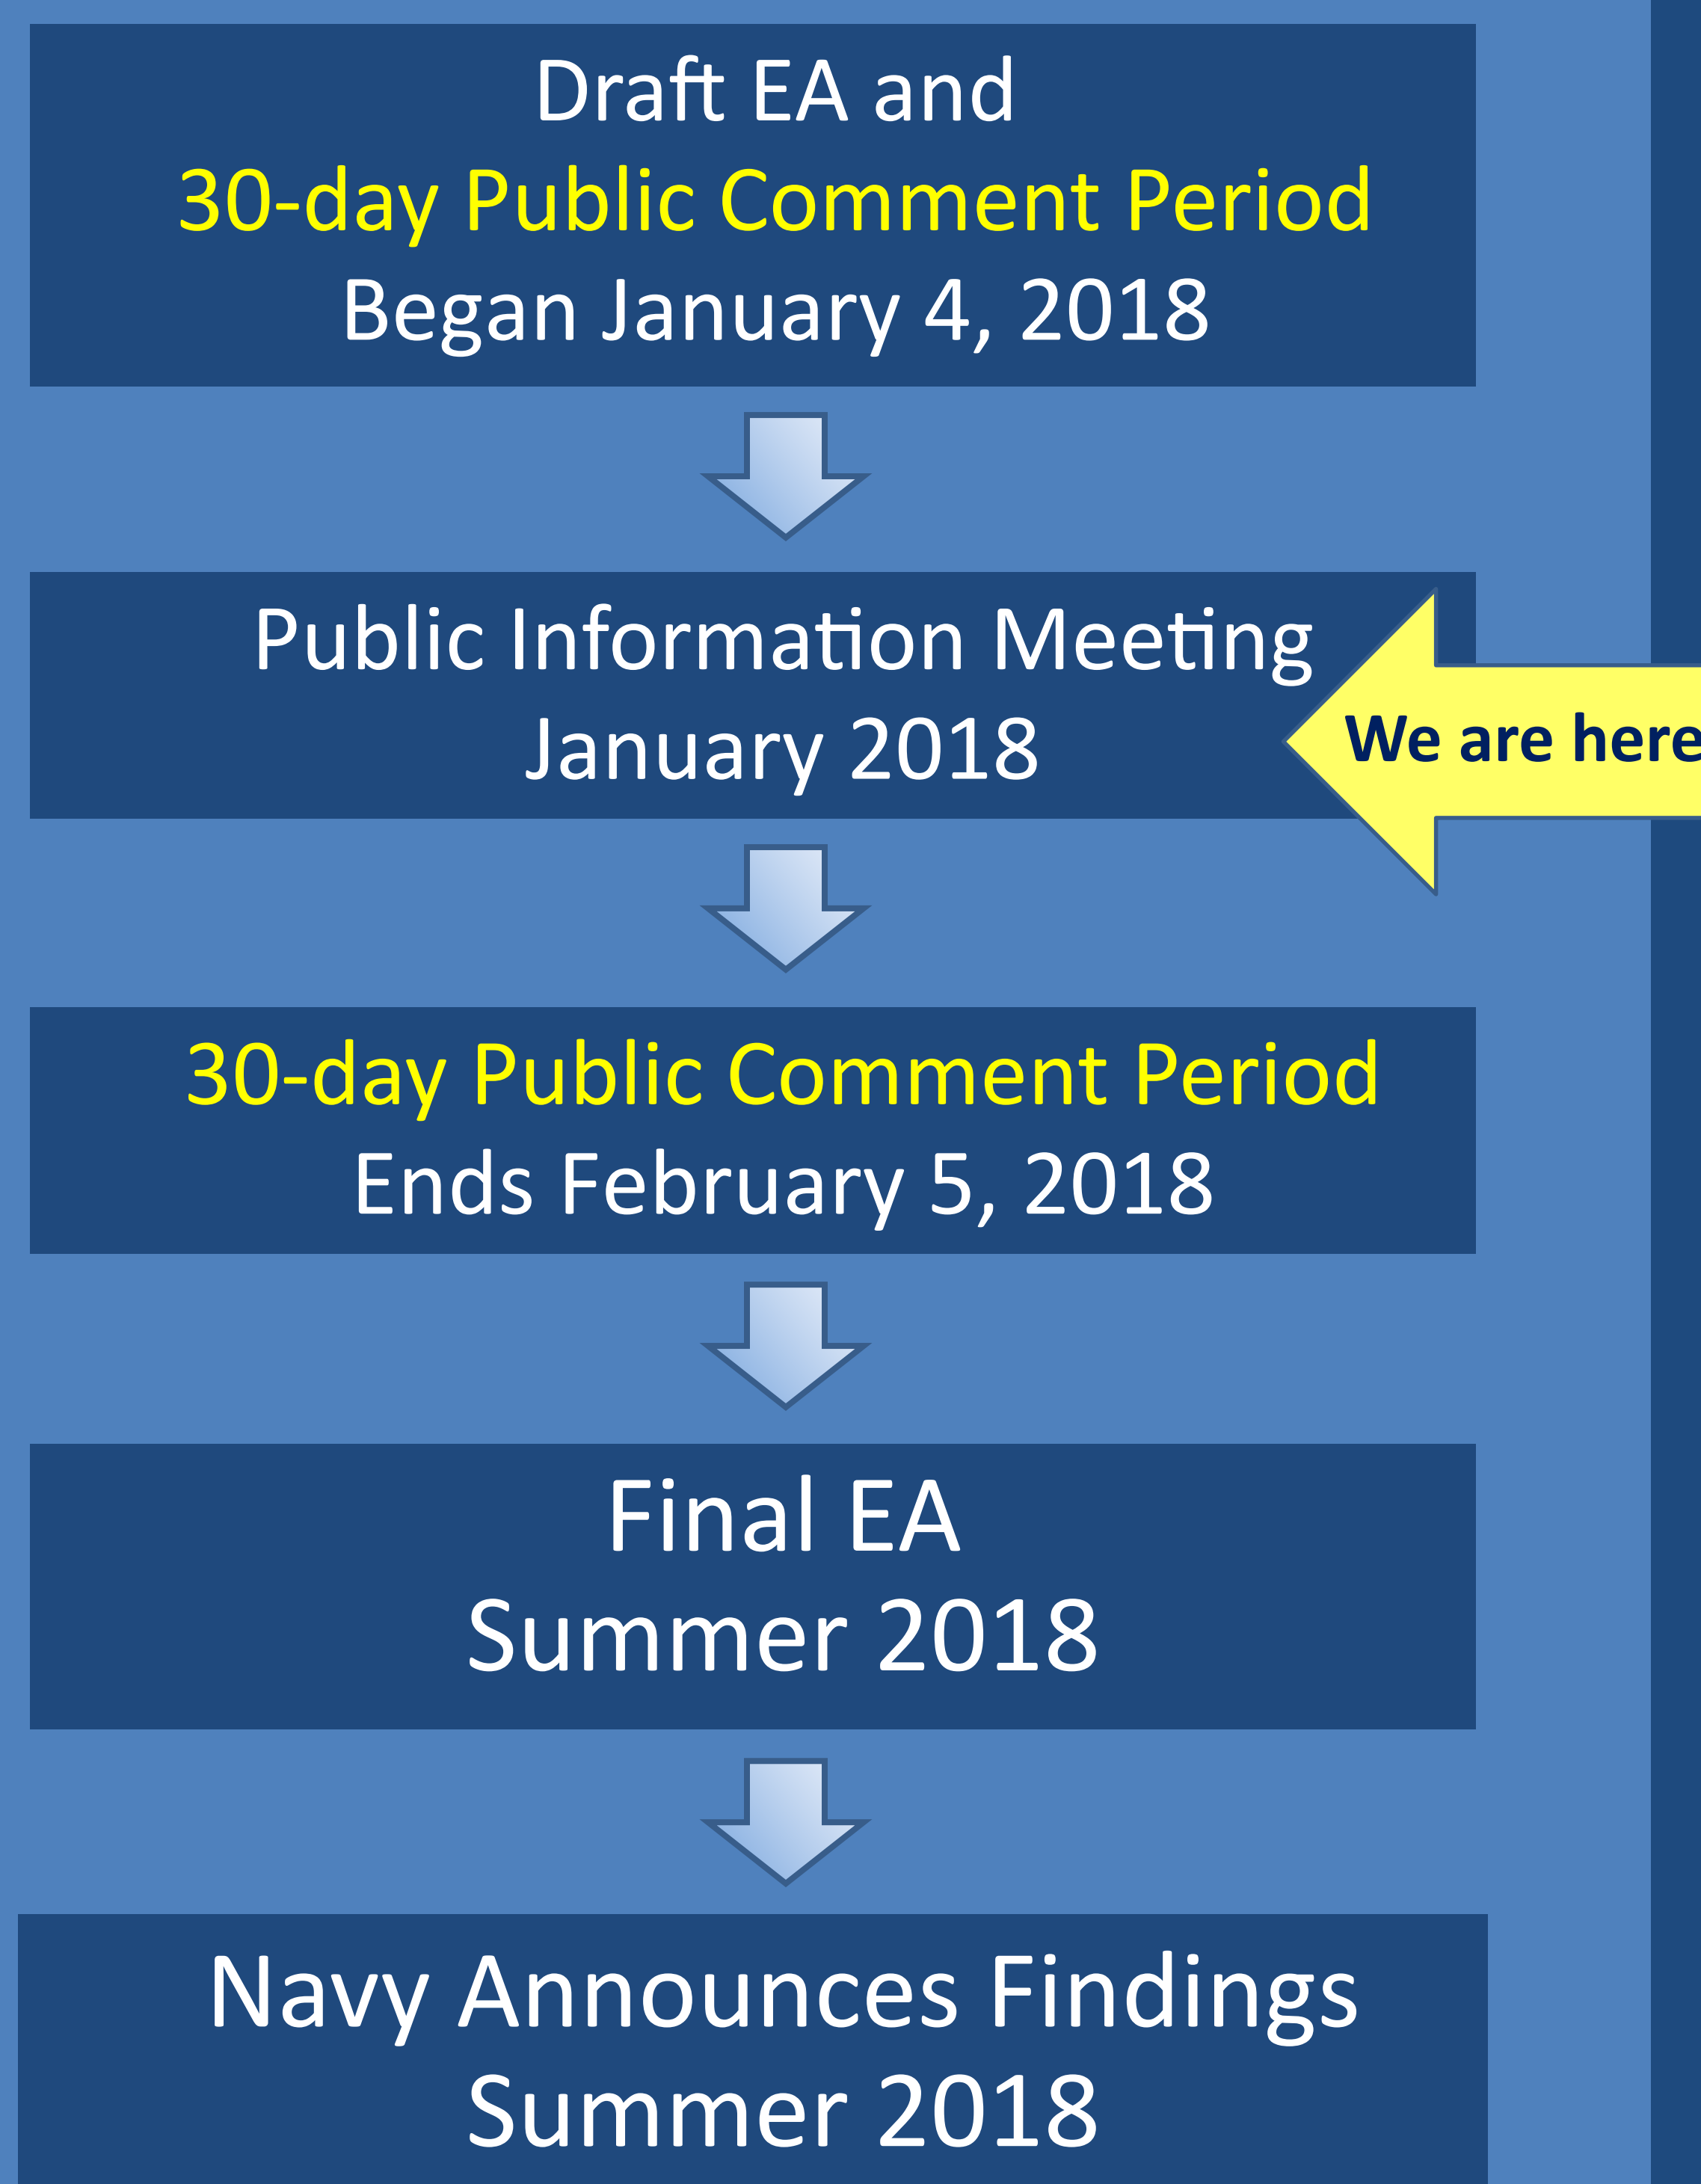 Draft EA and
30-day Public Comment Period
Began January 4, 2018
Public Information Meeting
January 2018
We are here
30-day Public Comment Period
Ends February 5, 2018
Final EA
Summer 2018
Navy Announces Findings
Summer 2018